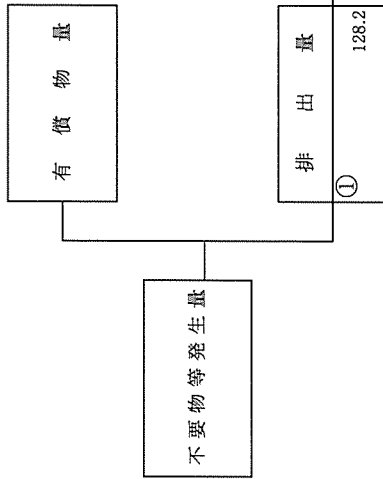 有償物量
不要物等発生量
排出量
①
128.2